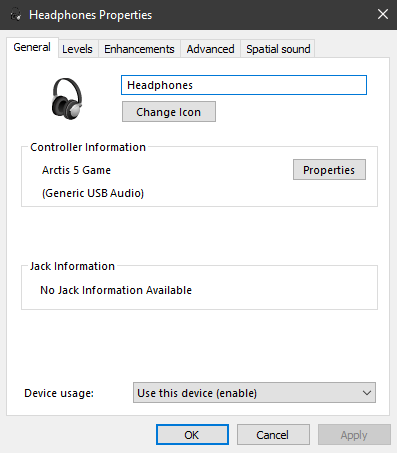 Headphones Properties
General Levels Enhancements Advanced Spatial sound
Headphones
Change Icon
Controller Information
Arctis 5 Game Properties
(Generic USB Audio)
Jack Information
No Jack Information Available
Device usage: Use this device (enable)
OK Cancel Apply